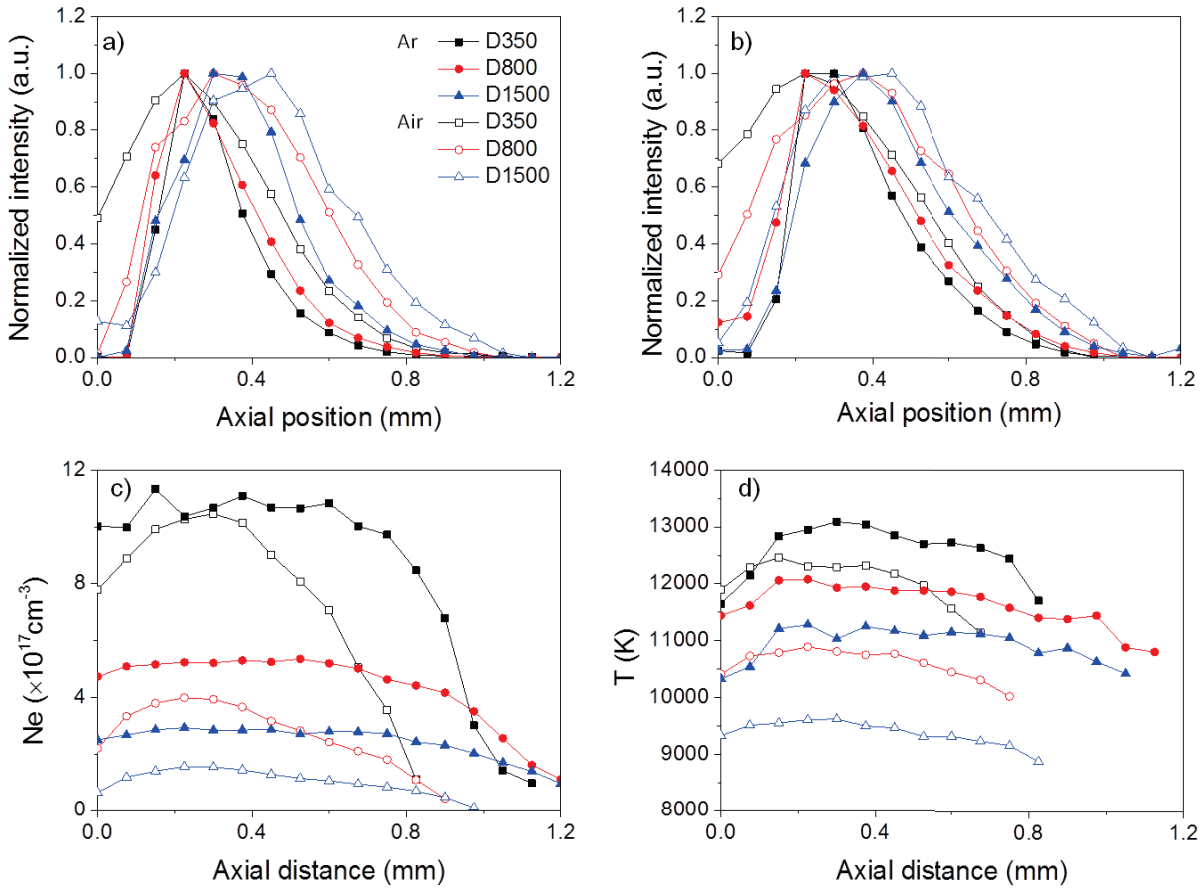 a)
Ar D350
D800
D1500
Air D350
D800
D1500
Normalized intensity (a.u.)
1.2
1.0
0.8
0.6
0.4
0.2
0.0
0.0 0.4 0.8 1.2
Axial position (mm)
b)
Normalized intensity (a.u.)
1.2
1.0
0.8
0.6
0.4
0.2
0.0
0.0 0.4 0.8 1.2
Axial position (mm)
c)
Ne (×10¹⁷cm⁻³)
12
8
4
0
0.0 0.4 0.8 1.2
Axial distance (mm)
d)
T (K)
14000
13000
12000
11000
10000
9000
8000
0.0 0.4 0.8 1.2
Axial distance (mm)